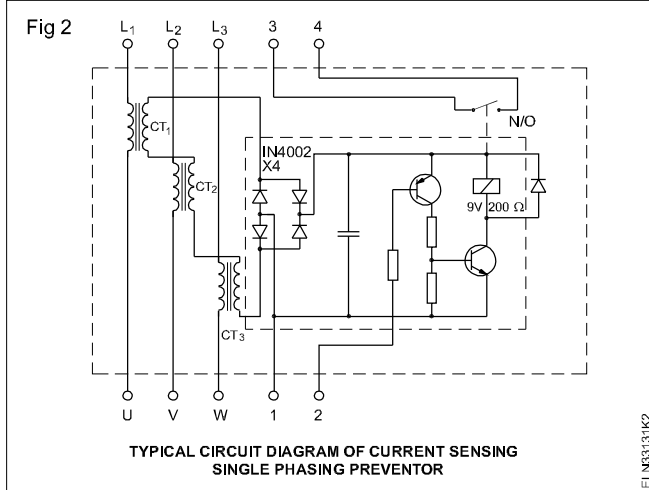 Fig 2
L1 L2 L3 3 4
N/O
CT1
IN4002
X4
CT2
9V 200 Ω
CT3
U V W 1 2
TYPICAL CIRCUIT DIAGRAM OF CURRENT SENSING
SINGLE PHASING PREVENTOR
ELN33131K2